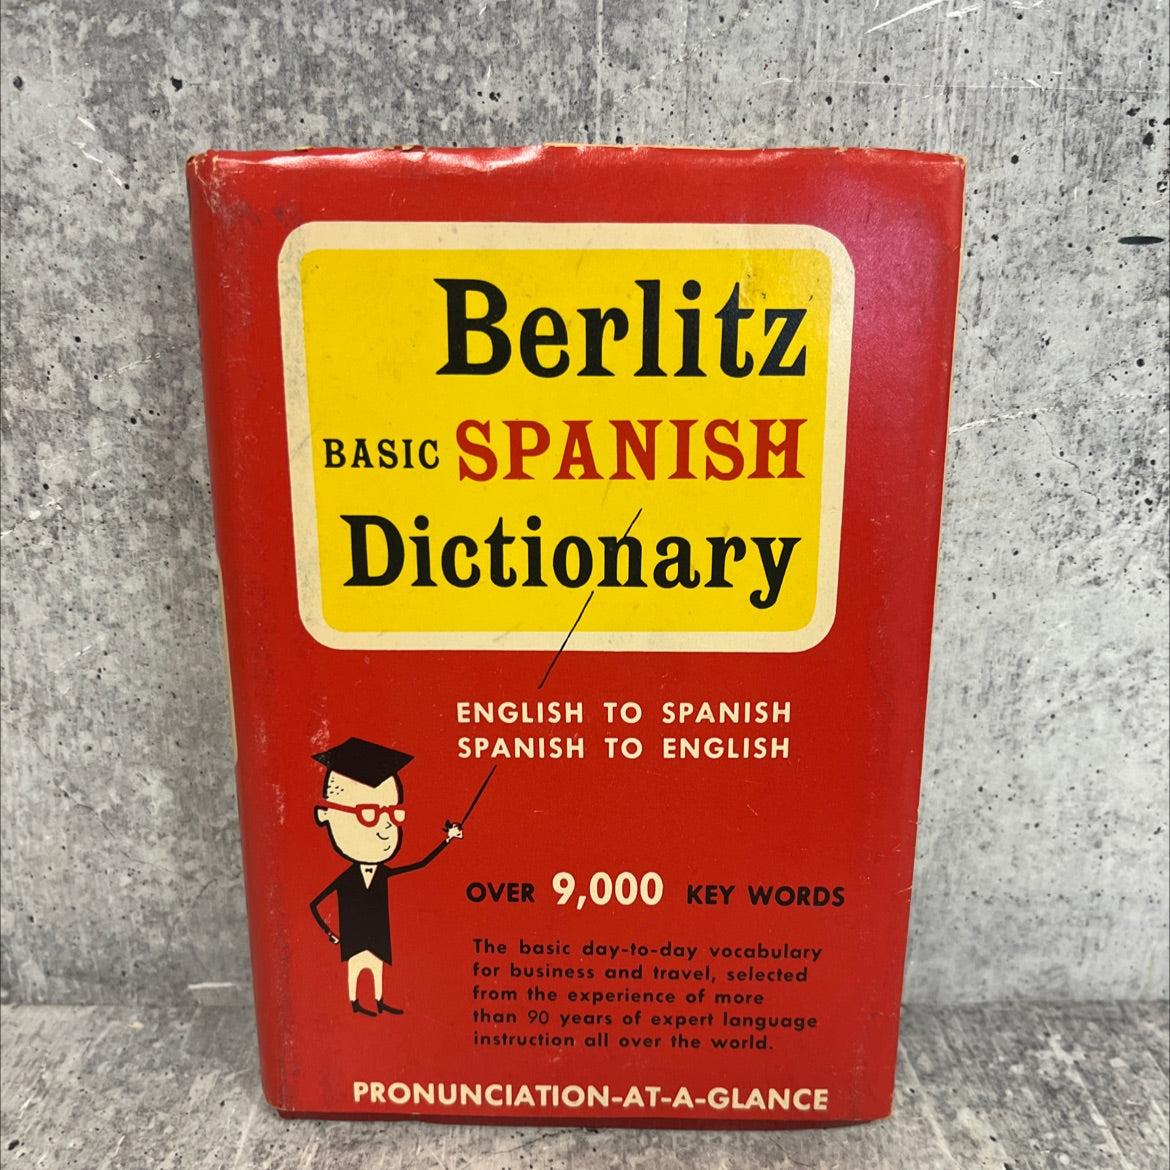 Berlitz
BASIC SPANISH
Dictionary
ENGLISH TO SPANISH
SPANISH TO ENGLISH
OVER 9,000 KEY WORDS
The basic day-to-day vocabulary
for business and travel, selected
from the experience of more
than 90 years of expert language
instruction all over the world.
PRONUNCIATION-AT-A-GLANCE